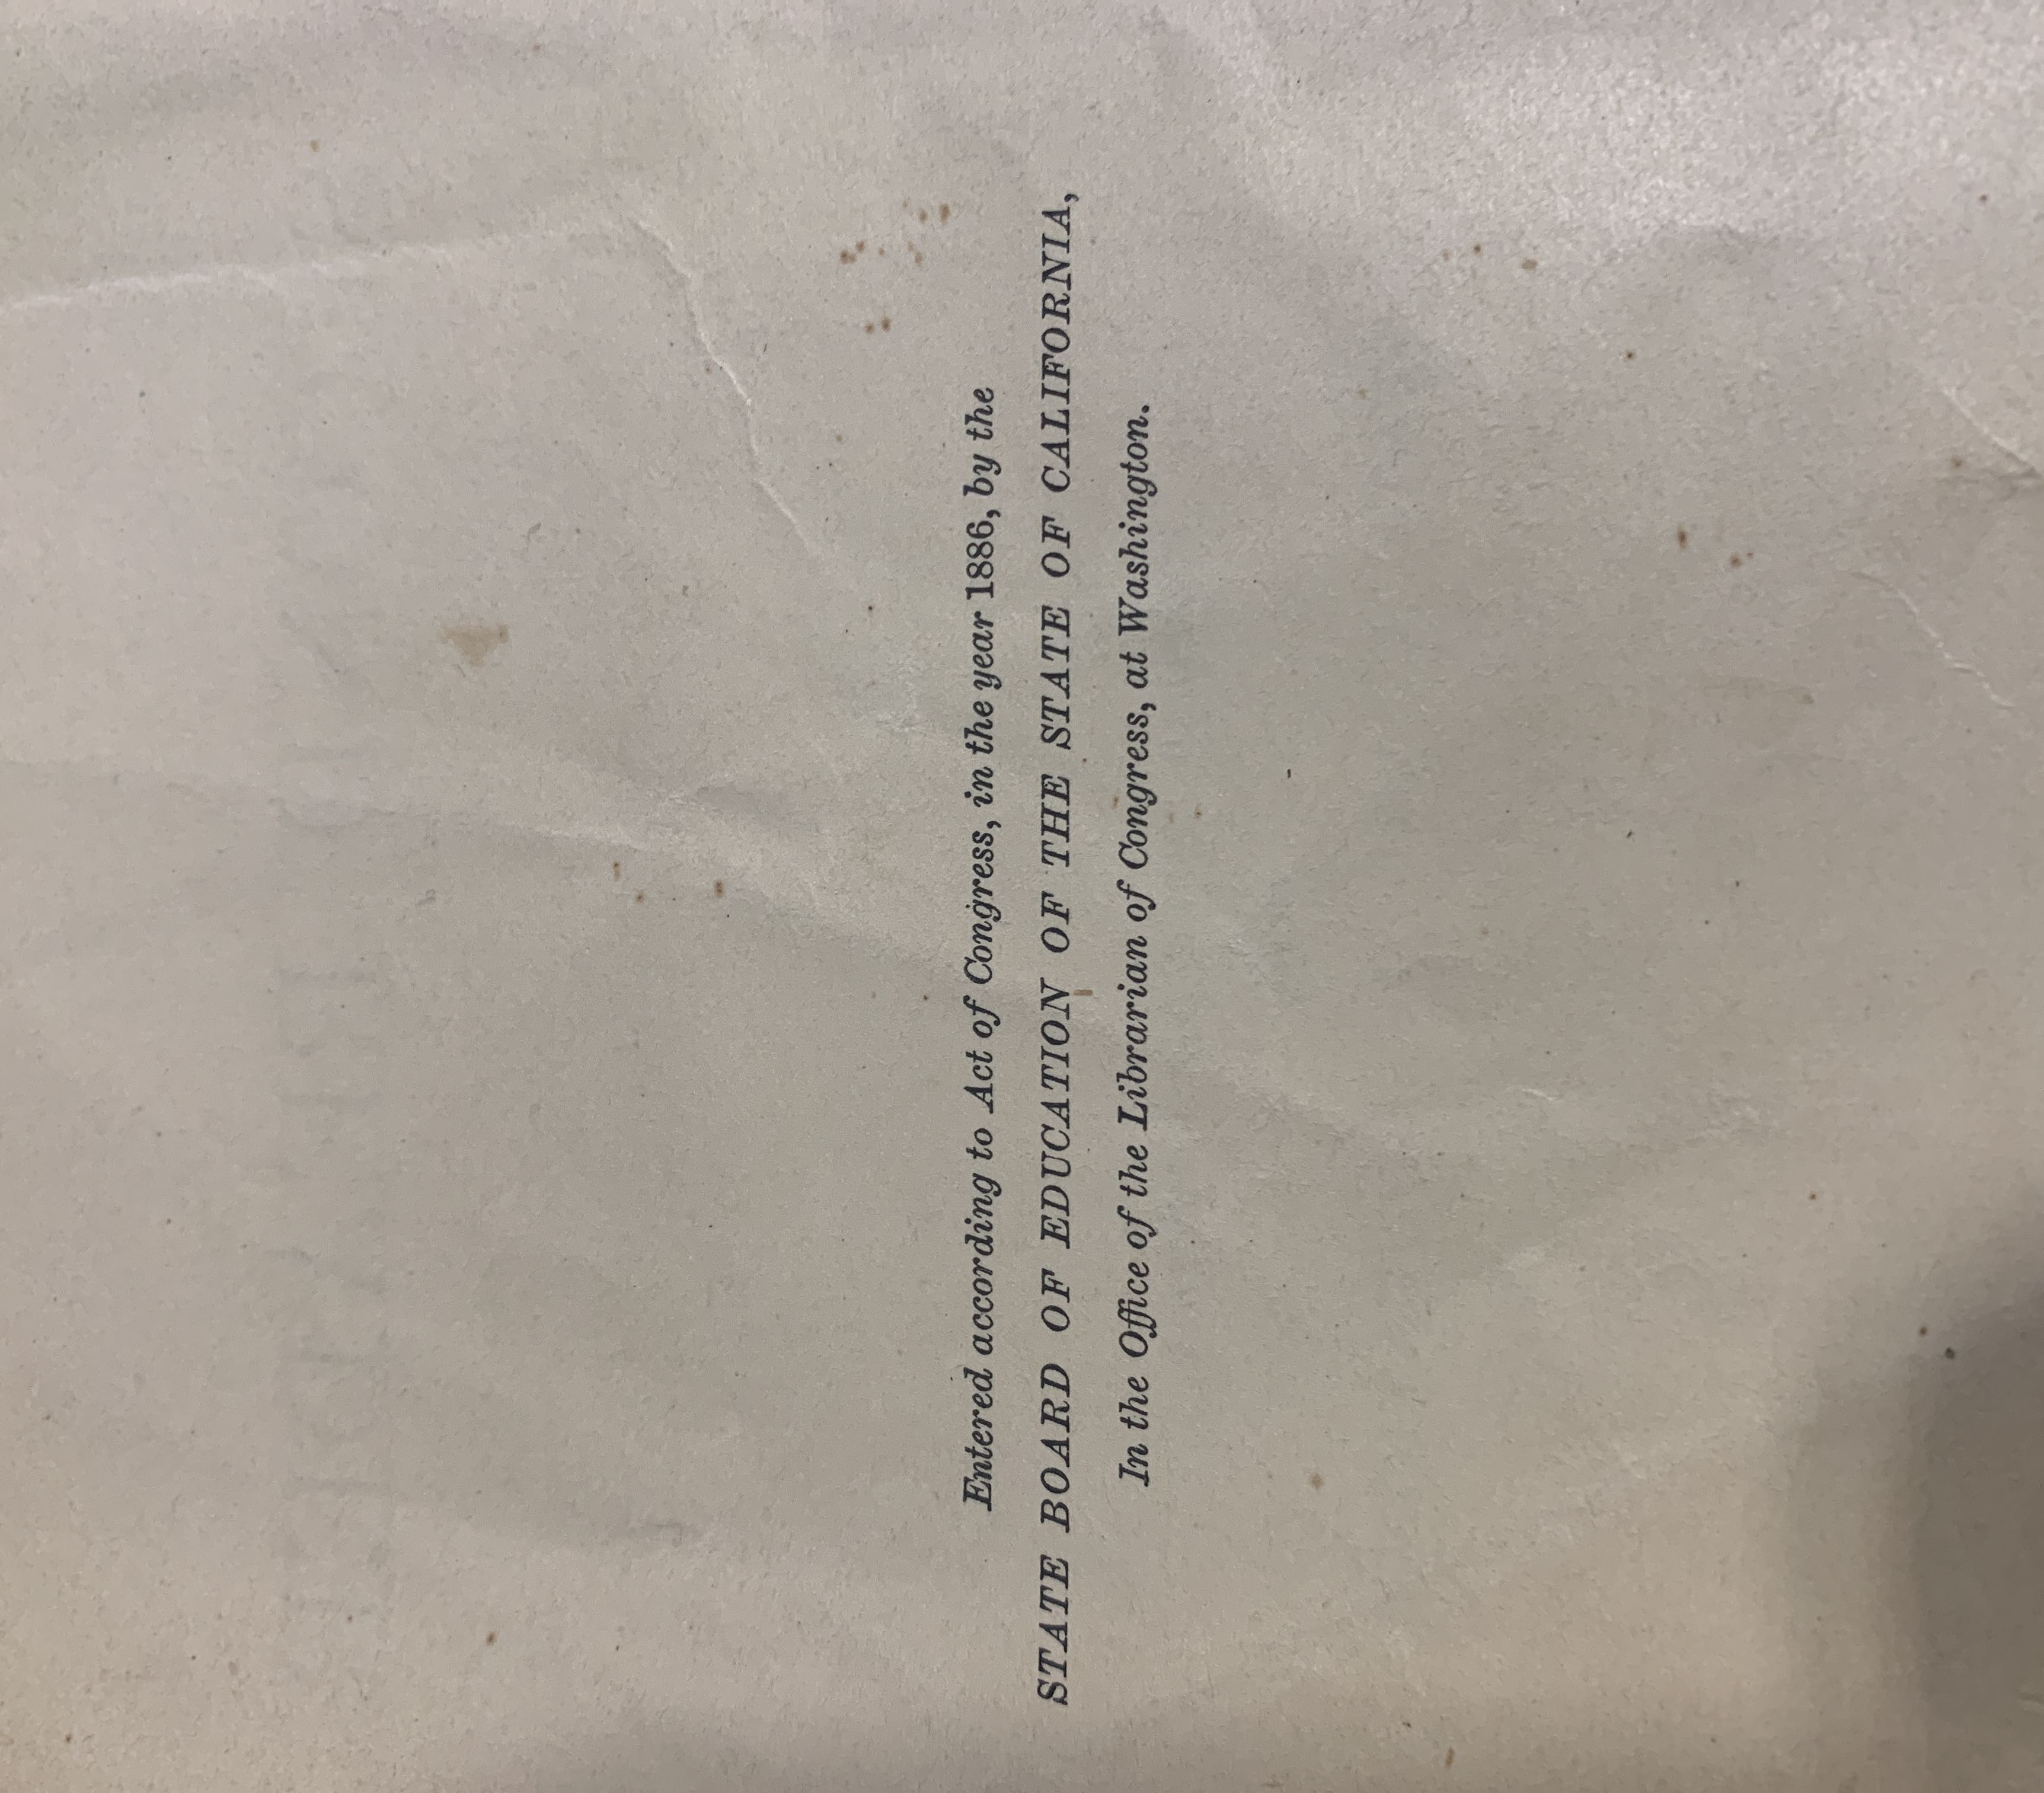 Entered according to Act of Congress, in the year 1886, by the
STATE BOARD OF EDUCATION OF THE STATE OF CALIFORNIA,
In the Office of the Librarian of Congress, at Washington.